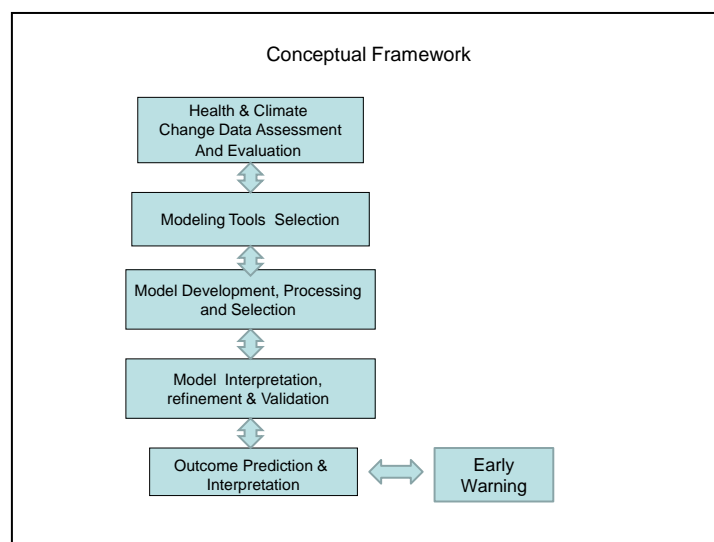 Conceptual Framework
Health & Climate
Change Data Assessment
And Evaluation
Modeling Tools Selection
Model Development, Processing
and Selection
Model Interpretation,
refinement & Validation
Outcome Prediction &
Interpretation
Early
Warning